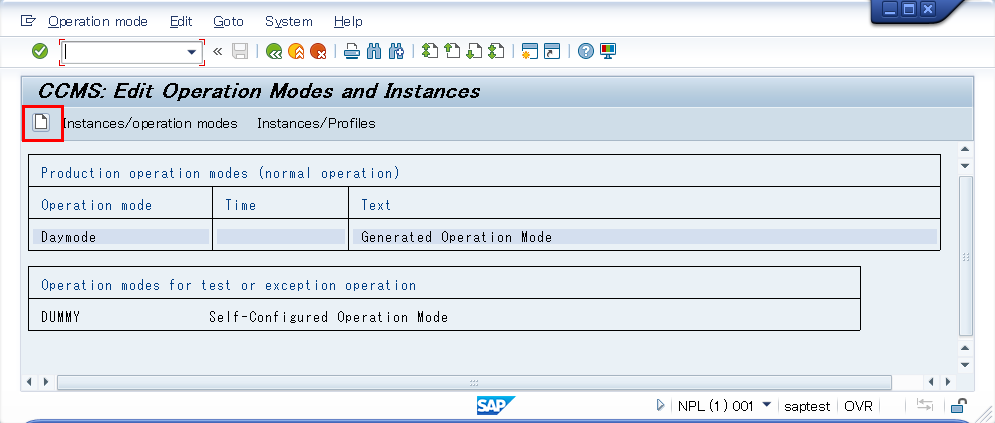 Operation mode Edit Goto System Help
«
CCMS: Edit Operation Modes and Instances
Instances/operation modes Instances/Profiles
Production operation modes (normal operation)
Operation mode Time Text
Daymode Generated Operation Mode
Operation modes for test or exception operation
DUMMY Self-Configured Operation Mode
SAP NPL (1) 001 saptest OVR